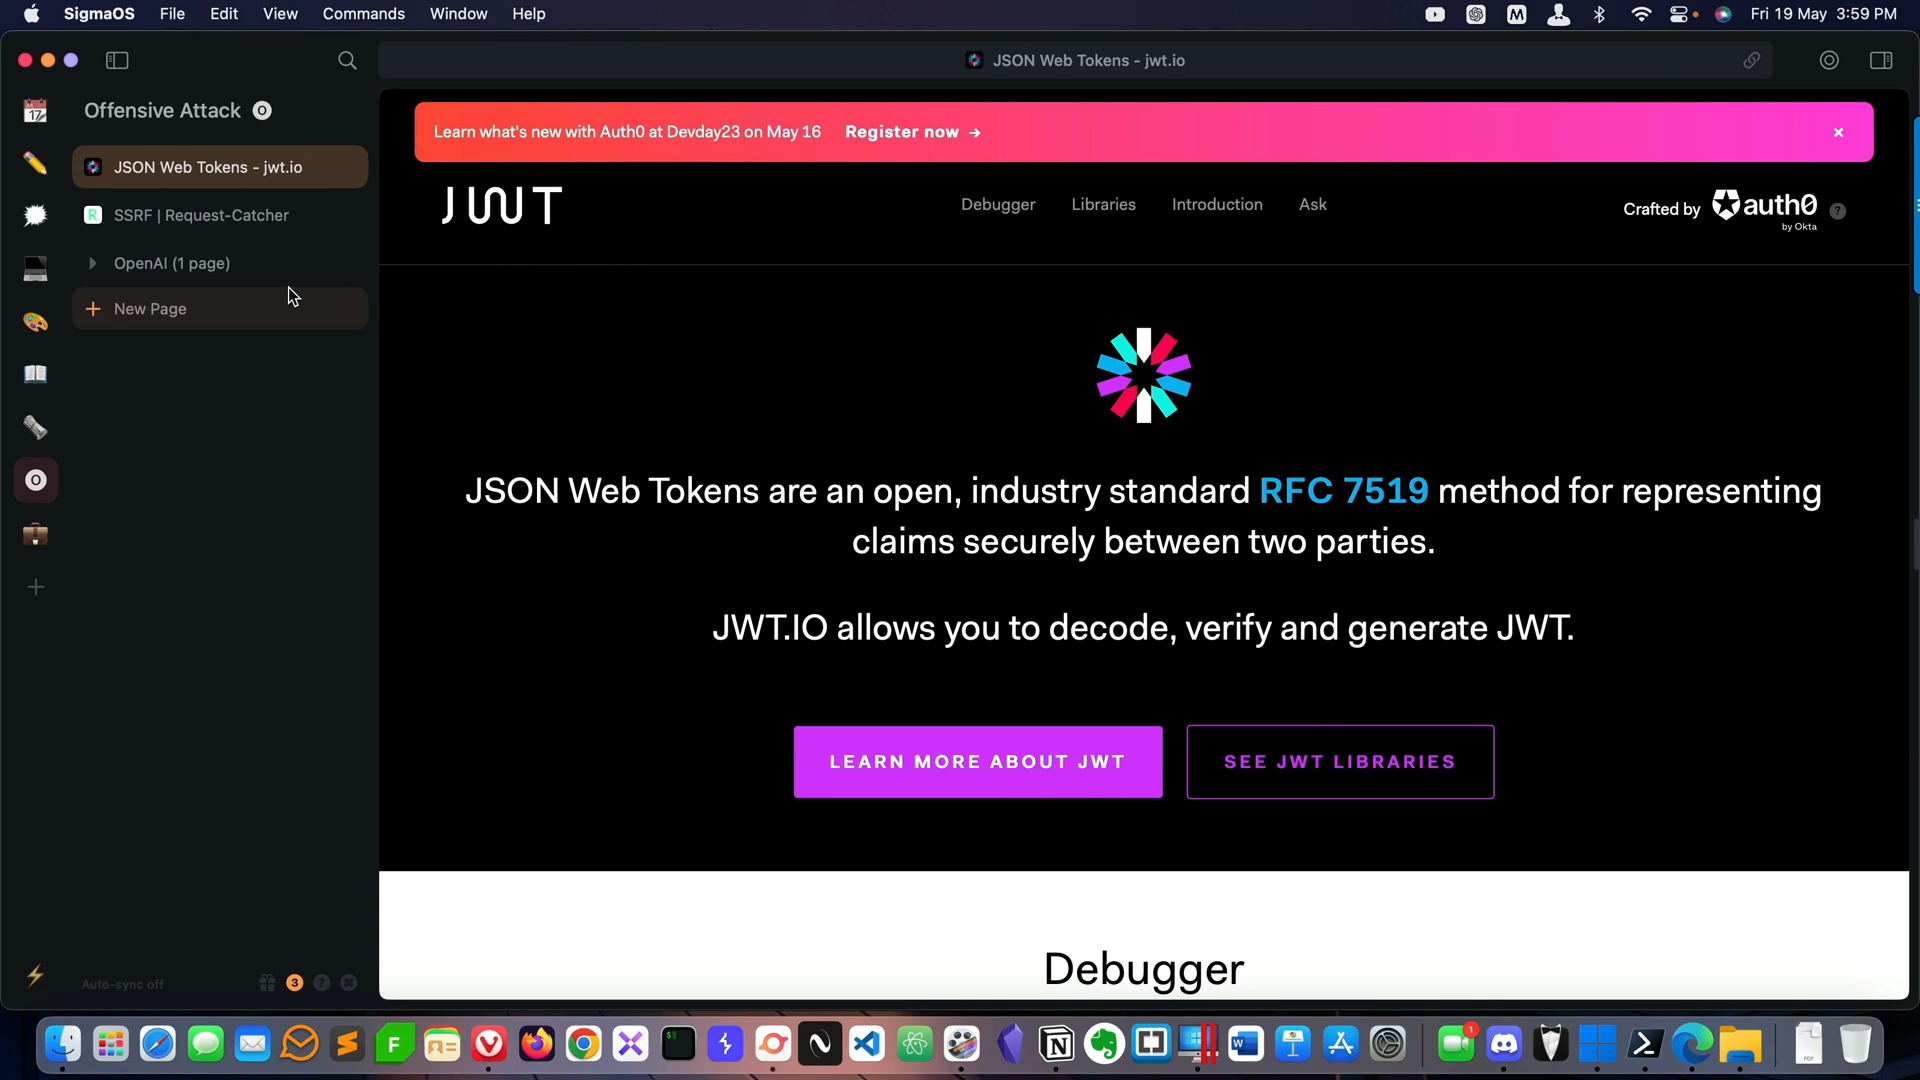 SigmaOS File Edit View Commands Window Help
Fri 19 May 3:59 PM
JSON Web Tokens - jwt.io
17
Offensive Attack O
JSON Web Tokens - jwt.io
R SSRF | Request-Catcher
OpenAI (1 page)
+ New Page
O
Auto-sync off
3
?
Learn what's new with Auth0 at Devday23 on May 16 Register now →
×
JWT
Debugger Libraries Introduction Ask
Crafted by auth0
by Okta
?
JSON Web Tokens are an open, industry standard RFC 7519 method for representing
claims securely between two parties.
JWT.IO allows you to decode, verify and generate JWT.
LEARN MORE ABOUT JWT
SEE JWT LIBRARIES
Debugger
F
1
PDF